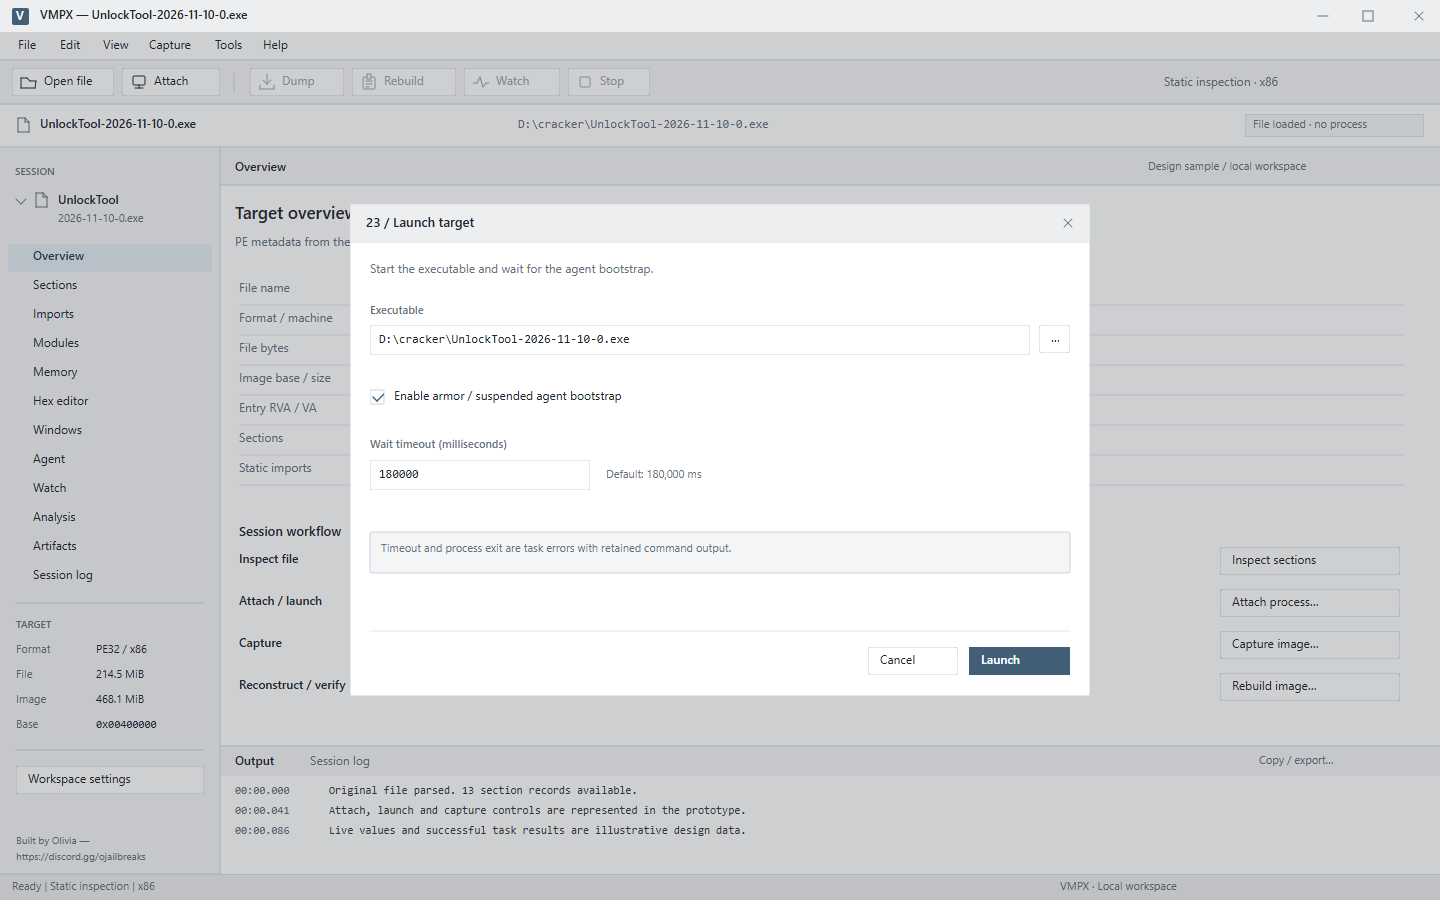 V VMPX — UnlockTool-2026-11-10-0.exe
File Edit View Capture Tools Help
Open file Attach Dump Rebuild Watch Stop Static inspection · x86
UnlockTool-2026-11-10-0.exe D:\cracker\UnlockTool-2026-11-10-0.exe File loaded · no process
SESSION
UnlockTool
2026-11-10-0.exe
Overview
Sections
Imports
Modules
Memory
Hex editor
Windows
Agent
Watch
Analysis
Artifacts
Session log
TARGET
Format PE32 / x86
File 214.5 MiB
Image 468.1 MiB
Base 0x00400000
Workspace settings
Built by Olivia —
https://discord.gg/ojailbreaks
Overview Design sample / local workspace
Target overview
PE metadata from the
File name
Format / machine
File bytes
Image base / size
Entry RVA / VA
Sections
Static imports
Session workflow
Inspect file Inspect sections
Attach / launch Attach process...
Capture Capture image...
Reconstruct / verify Rebuild image...
23 / Launch target
Start the executable and wait for the agent bootstrap.
Executable
D:\cracker\UnlockTool-2026-11-10-0.exe ...
Enable armor / suspended agent bootstrap
Wait timeout (milliseconds)
180000 Default: 180,000 ms
Timeout and process exit are task errors with retained command output.
Cancel Launch
Output Session log Copy / export...
00:00.000 Original file parsed. 13 section records available.
00:00.041 Attach, launch and capture controls are represented in the prototype.
00:00.086 Live values and successful task results are illustrative design data.
Ready | Static inspection | x86 VMPX · Local workspace